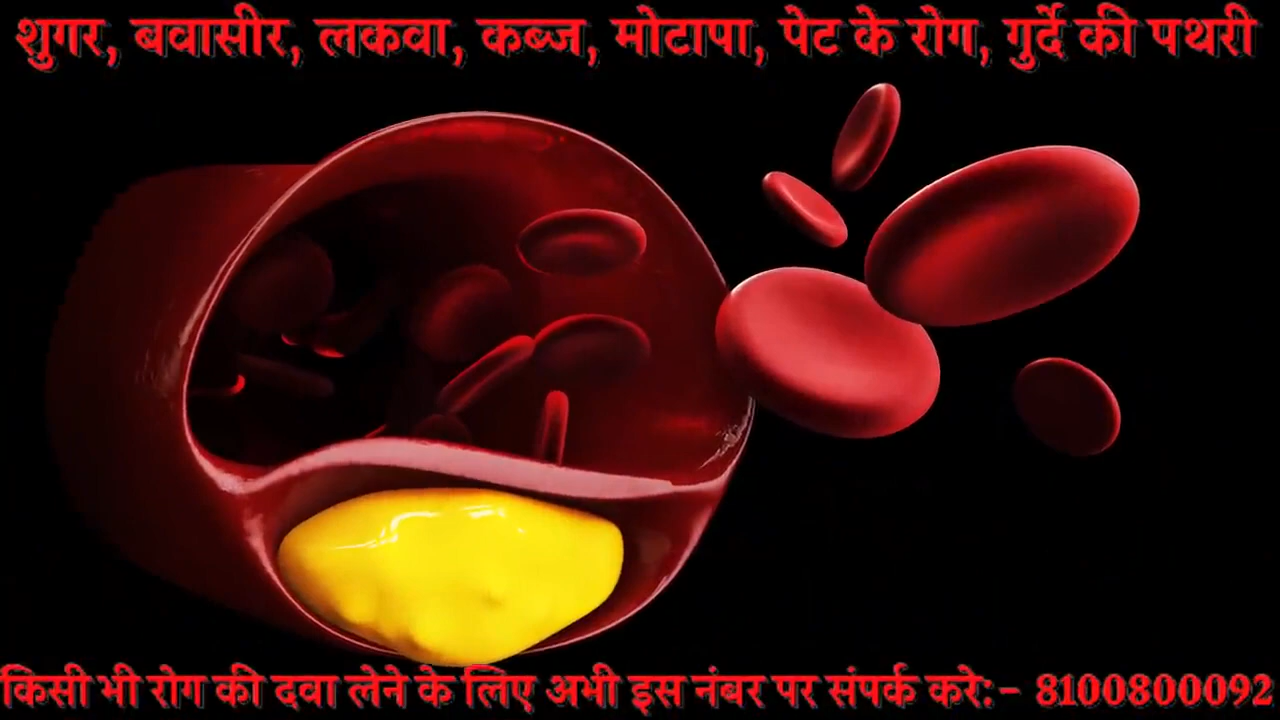 शुगर, बवासीर, लकवा, कब्ज, मोटापा, पेट के रोग, गुर्दे की पथरी
किसी भी रोग की दवा लेने के लिए अभी इस नंबर पर संपर्क करे:- 8100800092